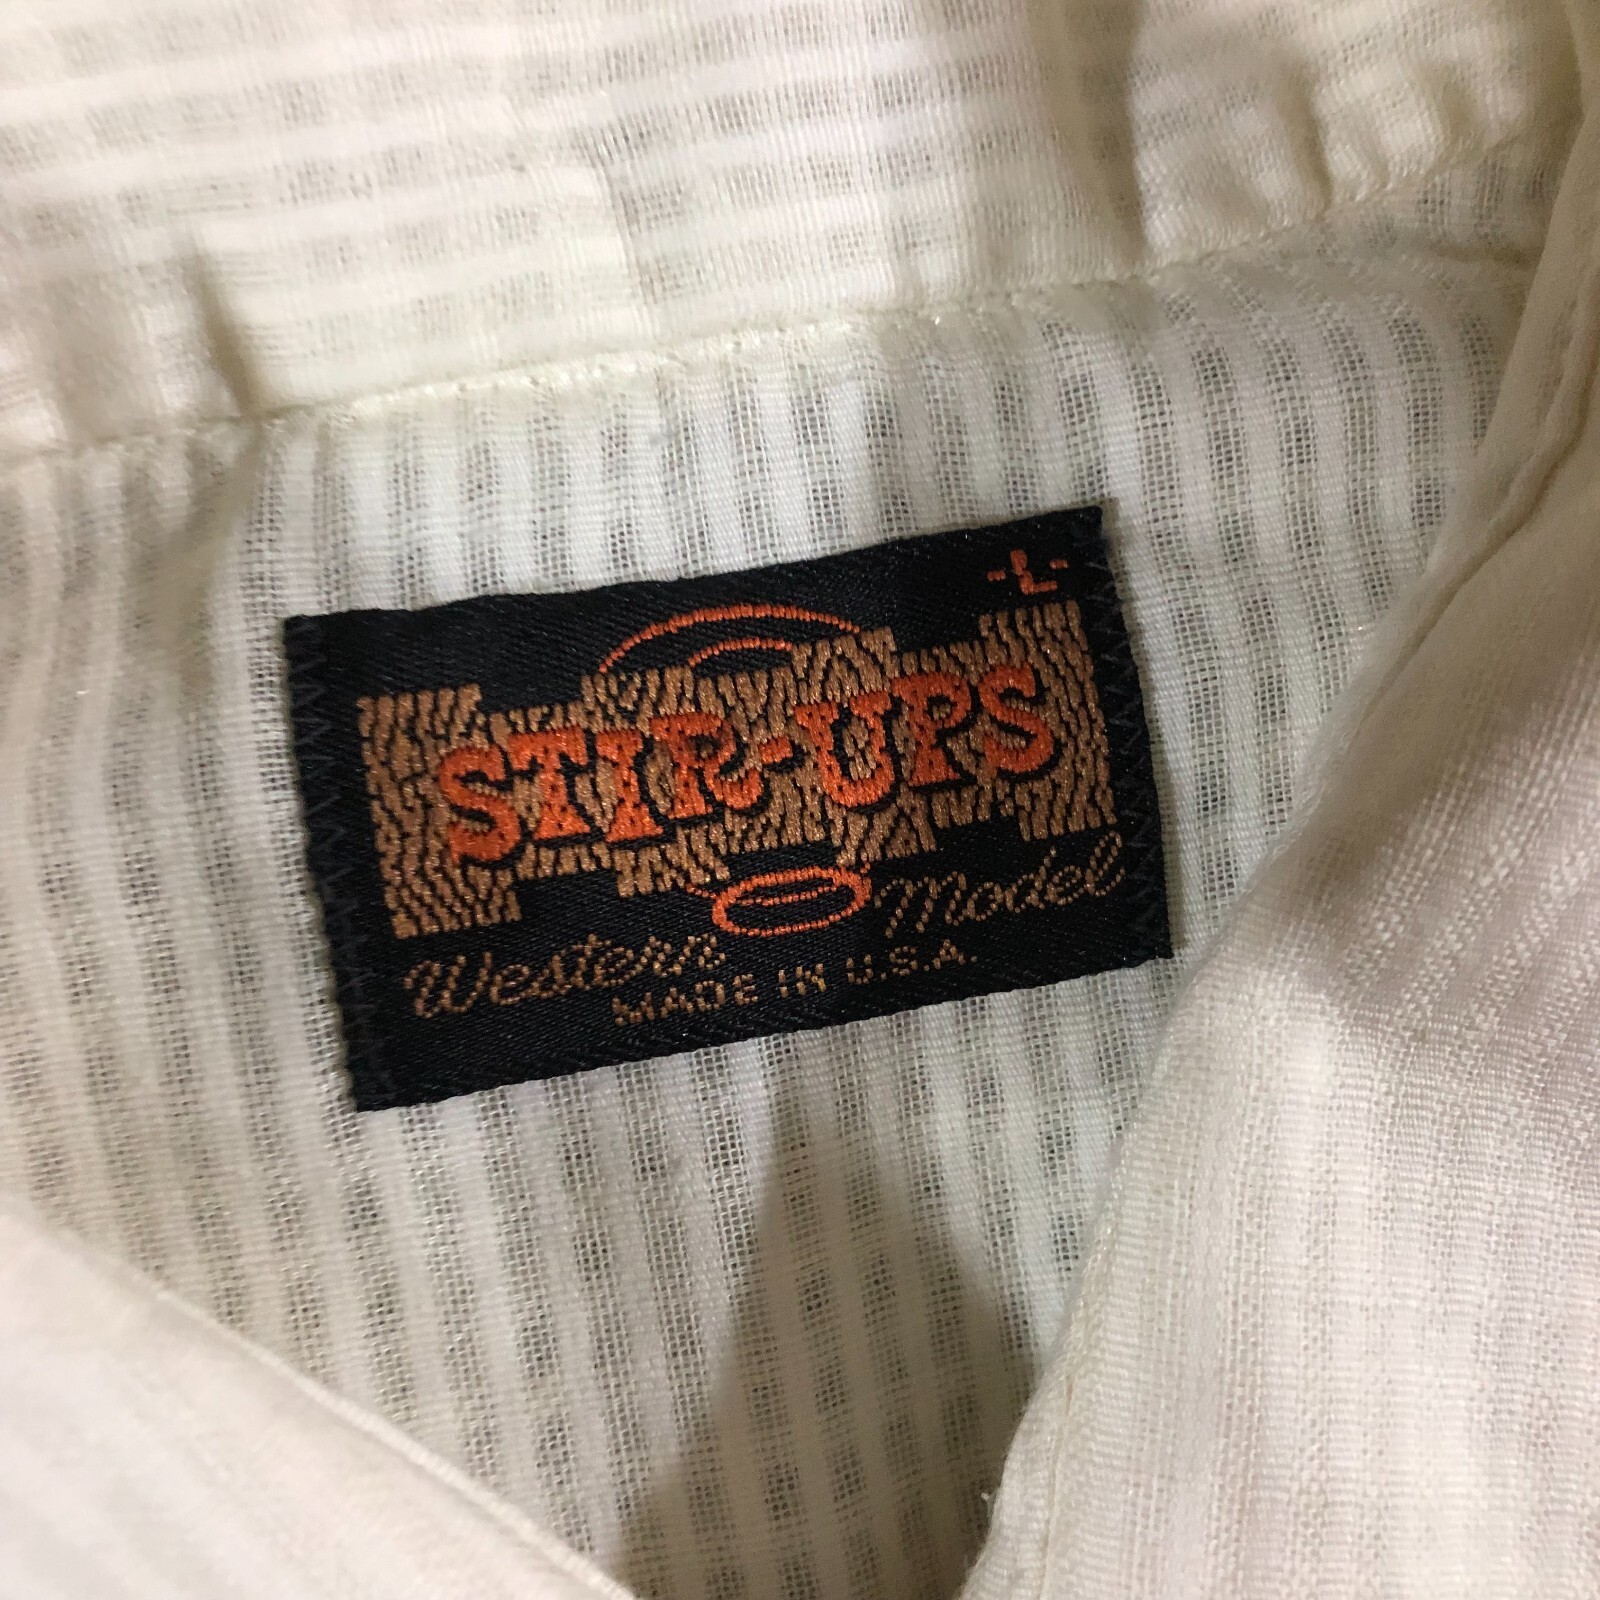 -L-
STIR-UPS
Western Model
MADE IN U.S.A.